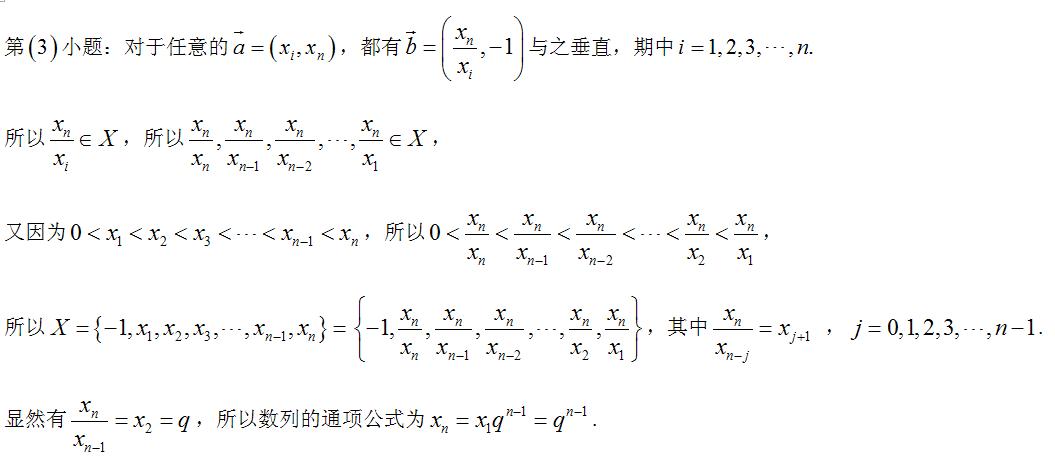 第(3)小题：对于任意的 $\vec{a}=(x_i,x_n)$，都有 $\vec{b}=\left(\frac{x_n}{x_i},-1\right)$ 与之垂直，期中 $i=1,2,3,\cdots,n.$
所以 $\frac{x_n}{x_i}\in X$，所以 $\frac{x_n}{x_n},\frac{x_n}{x_{n-1}},\frac{x_n}{x_{n-2}},\cdots,\frac{x_n}{x_1}\in X$，
又因为 $0<x_1<x_2<x_3<\cdots<x_{n-1}<x_n$，所以 $0<\frac{x_n}{x_n}<\frac{x_n}{x_{n-1}}<\frac{x_n}{x_{n-2}}<\cdots<\frac{x_n}{x_2}<\frac{x_n}{x_1}$，
所以 $X=\{-1,x_1,x_2,x_3,\cdots,x_{n-1},x_n\}=\left\{-1,\frac{x_n}{x_n},\frac{x_n}{x_{n-1}},\frac{x_n}{x_{n-2}},\cdots,\frac{x_n}{x_2},\frac{x_n}{x_1}\right\}$，其中 $\frac{x_n}{x_{n-j}}=x_{j+1}$ ，$j=0,1,2,3,\cdots,n-1.$
显然有 $\frac{x_n}{x_{n-1}}=x_2=q$，所以数列的通项公式为 $x_n=x_1q^{n-1}=q^{n-1}.$